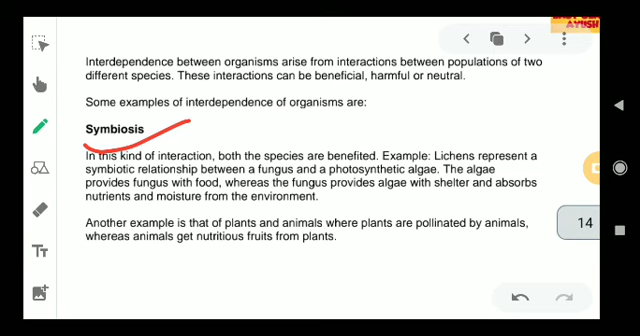 AYUSH
Interdependence between organisms arise from interactions between populations of two
different species. These interactions can be beneficial, harmful or neutral.
Some examples of interdependence of organisms are:
Symbiosis
In this kind of interaction, both the species are benefited. Example: Lichens represent a
symbiotic relationship between a fungus and a photosynthetic algae. The algae
provides fungus with food, whereas the fungus provides algae with shelter and absorbs
nutrients and moisture from the environment.
Another example is that of plants and animals where plants are pollinated by animals,
whereas animals get nutritious fruits from plants.
14
Tт